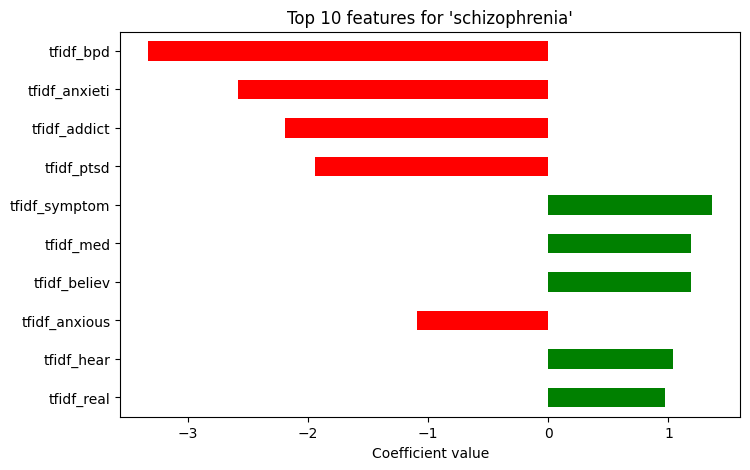 Top 10 features for 'schizophrenia'
tfidf_bpd
tfidf_anxieti
tfidf_addict
tfidf_ptsd
tfidf_symptom
tfidf_med
tfidf_believ
tfidf_anxious
tfidf_hear
tfidf_real
−3 −2 −1 0 1
Coefficient value